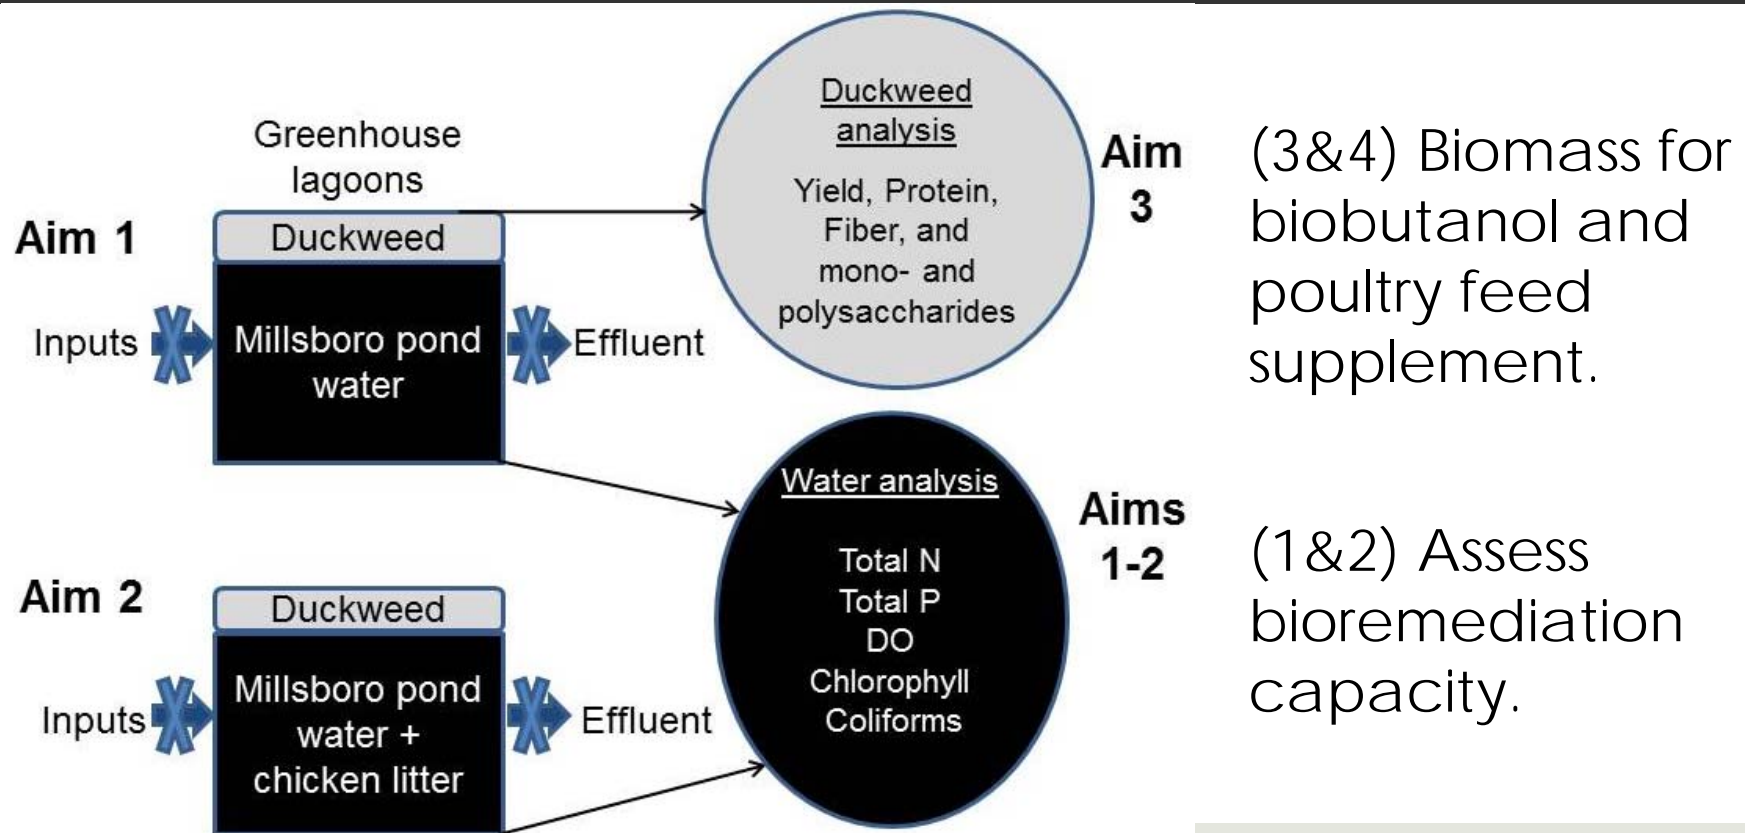 Greenhouse
lagoons
Aim 1
Duckweed
Inputs
Millsboro pond
water
Effluent
Duckweed
analysis
Yield, Protein,
Fiber, and
mono- and
polysaccharides
Aim
3
(3&4) Biomass for
biobutanol and
poultry feed
supplement.
Aim 2
Duckweed
Inputs
Millsboro pond
water +
chicken litter
Effluent
Water analysis
Total N
Total P
DO
Chlorophyll
Coliforms
Aims
1-2
(1&2) Assess
bioremediation
capacity.